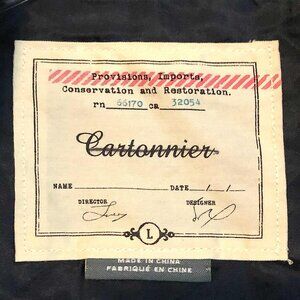 Provisions, Imports,
Conservation and Restoration.
rn 66170 ca 32054
Cartonnier
NAME DATE / /
DIRECTOR DESIGNER
L
MADE IN CHINA
FABRIQUÉ EN CHINE